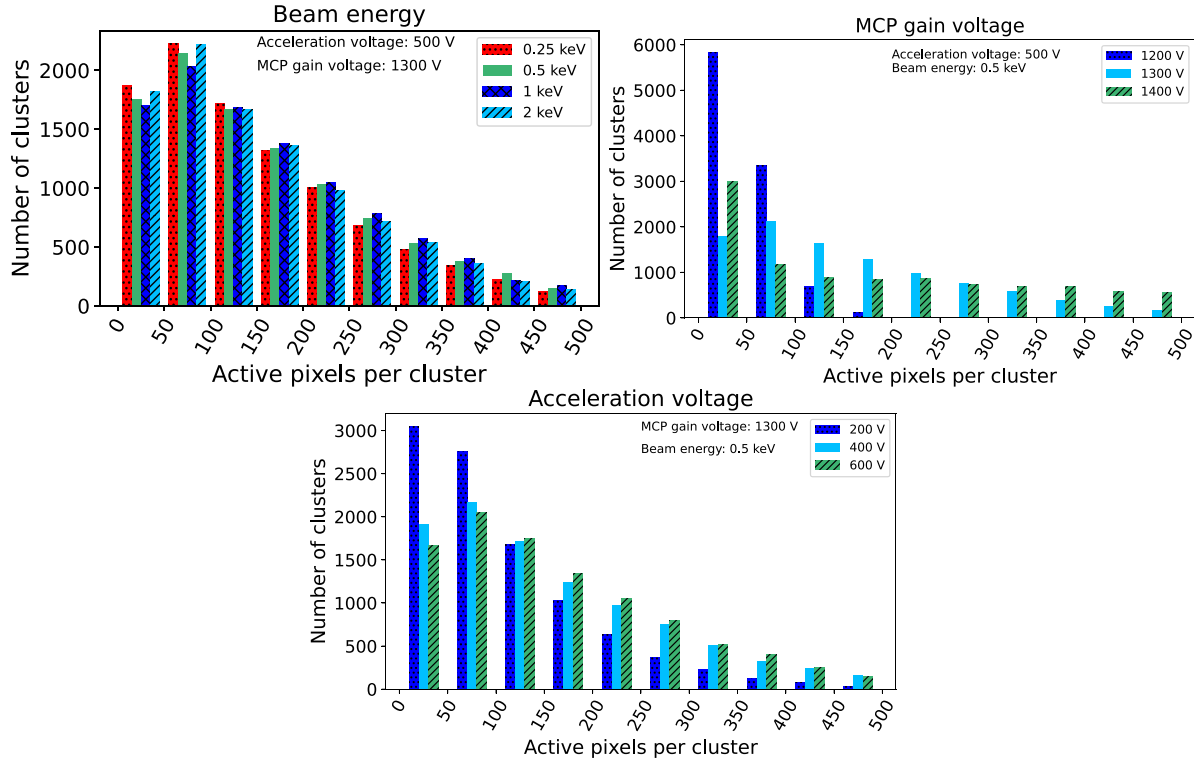 Beam energy
Acceleration voltage: 500 V
MCP gain voltage: 1300 V
0.25 keV
0.5 keV
1 keV
2 keV
Number of clusters
2000
1500
1000
500
0
0
50
100
150
200
250
300
350
400
450
500
Active pixels per cluster
MCP gain voltage
Acceleration voltage: 500 V
Beam energy: 0.5 keV
1200 V
1300 V
1400 V
Number of clusters
6000
5000
4000
3000
2000
1000
0
0
50
100
150
200
250
300
350
400
450
500
Active pixels per cluster
Acceleration voltage
MCP gain voltage: 1300 V
Beam energy: 0.5 keV
200 V
400 V
600 V
Number of clusters
3000
2500
2000
1500
1000
500
0
0
50
100
150
200
250
300
350
400
450
500
Active pixels per cluster